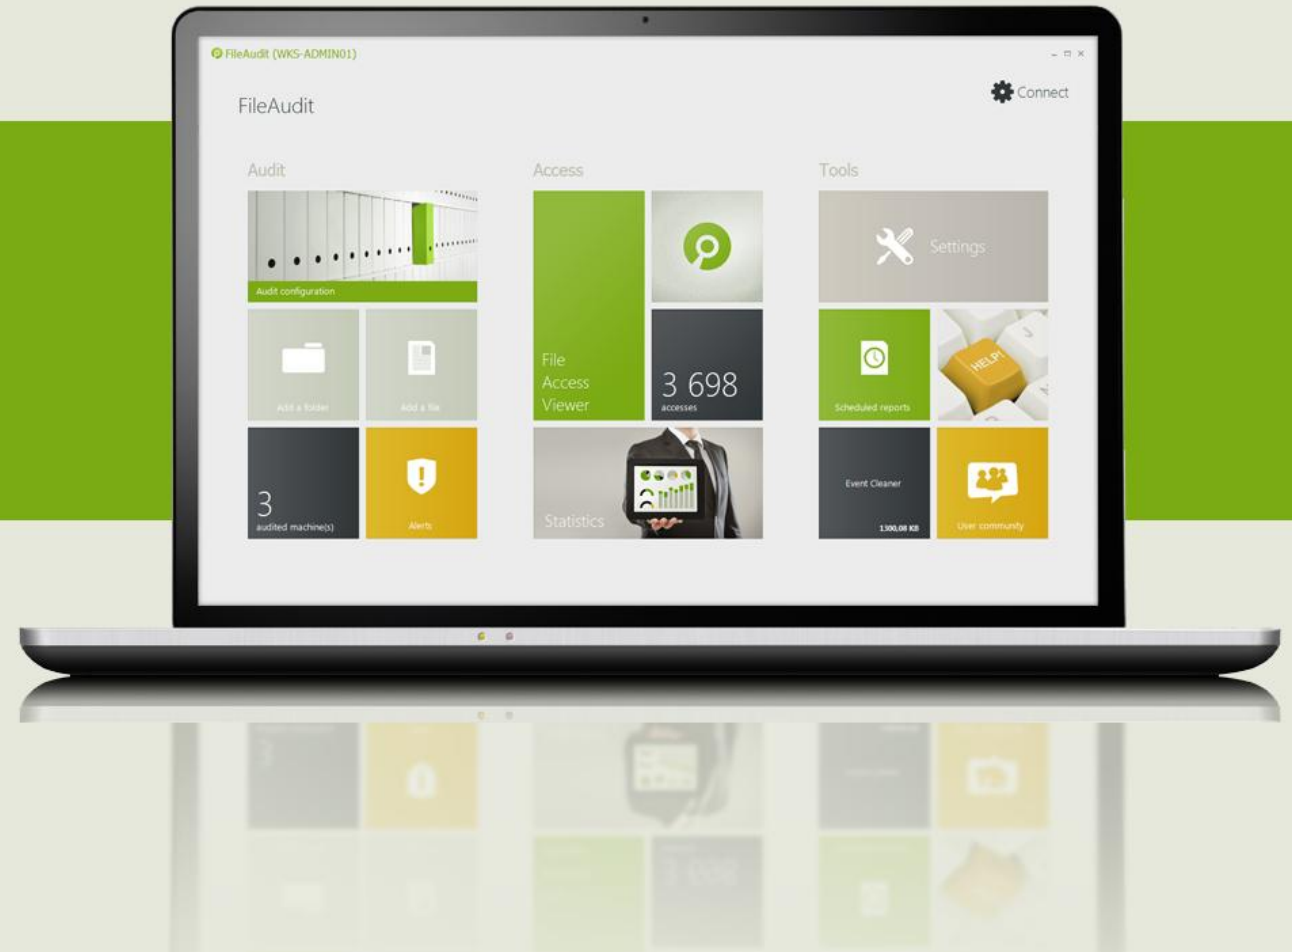 FileAudit (WKS-ADMIN01)
Connect
FileAudit
Audit
Access
Tools
Audit configuration
Settings
File
Access
Viewer
3 698
accesses
HELP!
Add a folder
Add a file
Scheduled reports
3
audited machine(s)
Alerts
Statistics
Event Cleaner
1300,08 KB
User community